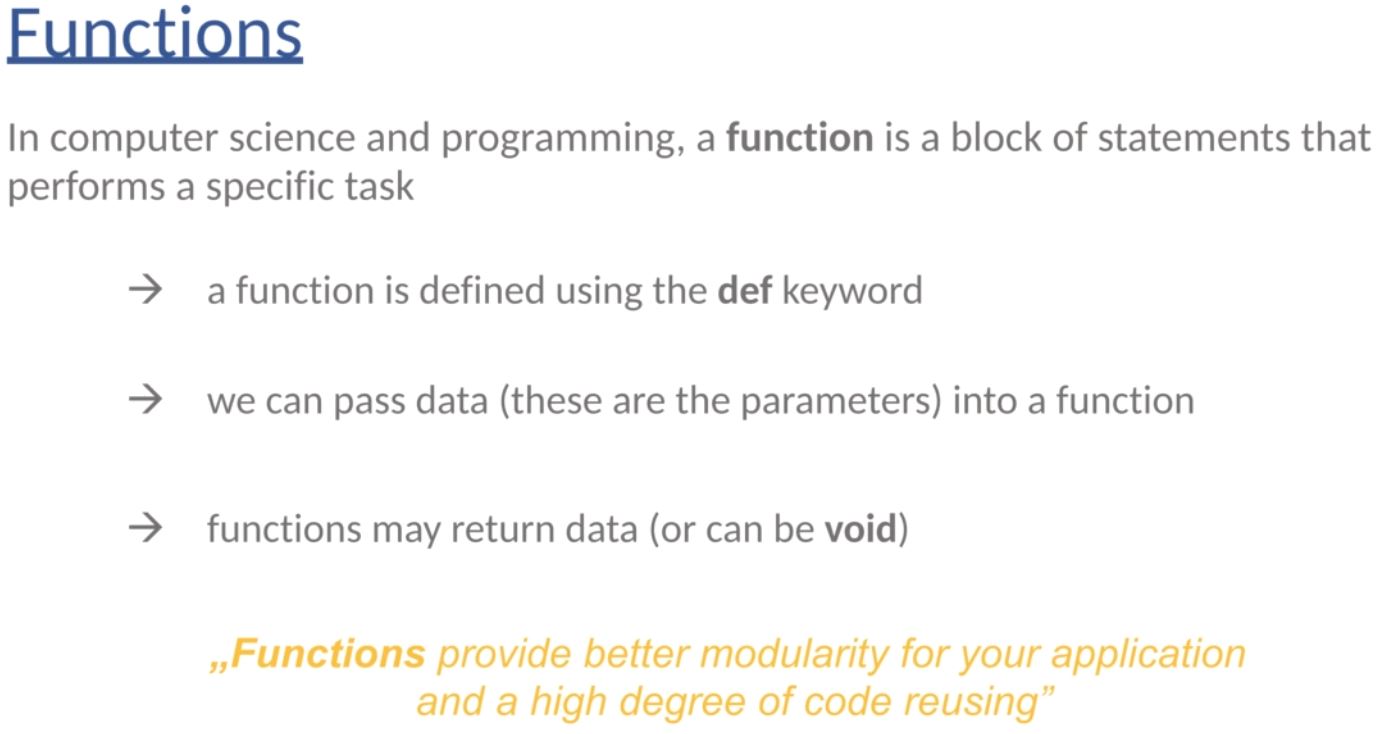 Functions
In computer science and programming, a function is a block of statements that
performs a specific task
→ a function is defined using the def keyword
→ we can pass data (these are the parameters) into a function
→ functions may return data (or can be void)
„Functions provide better modularity for your application
and a high degree of code reusing”